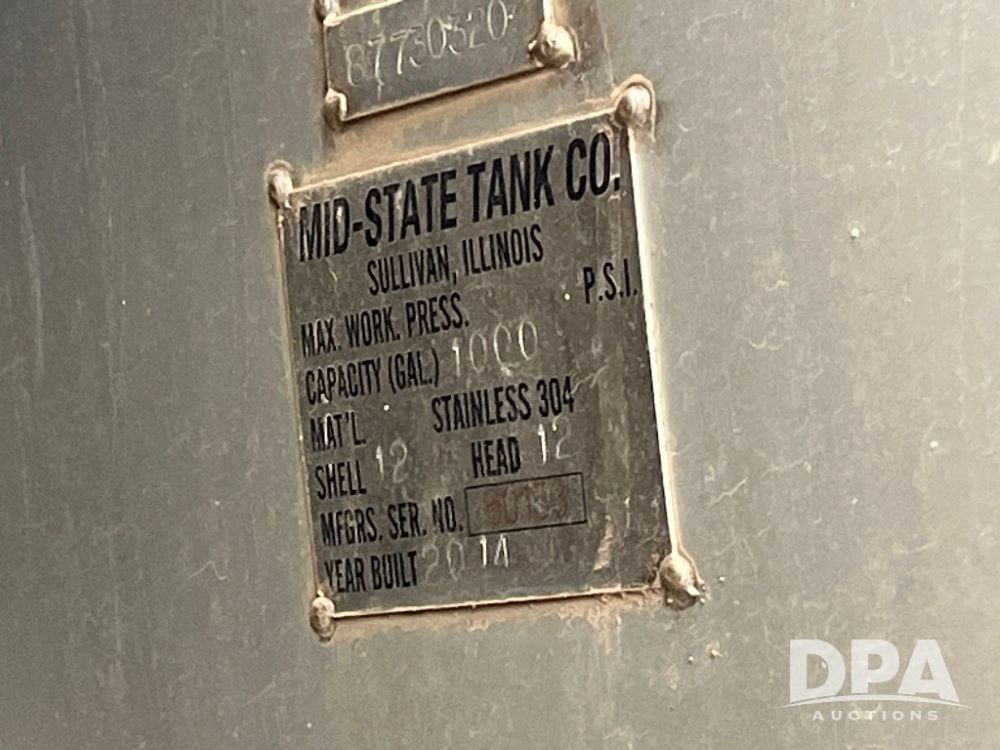 87730320
MID-STATE TANK CO.
SULLIVAN, ILLINOIS
MAX. WORK. PRESS. P.S.I.
CAPACITY (GAL.) 1000
MAT'L. STAINLESS 304
SHELL 12 HEAD 12
MFGRS. SER. NO.
YEAR BUILT 2014
DPA
AUCTIONS